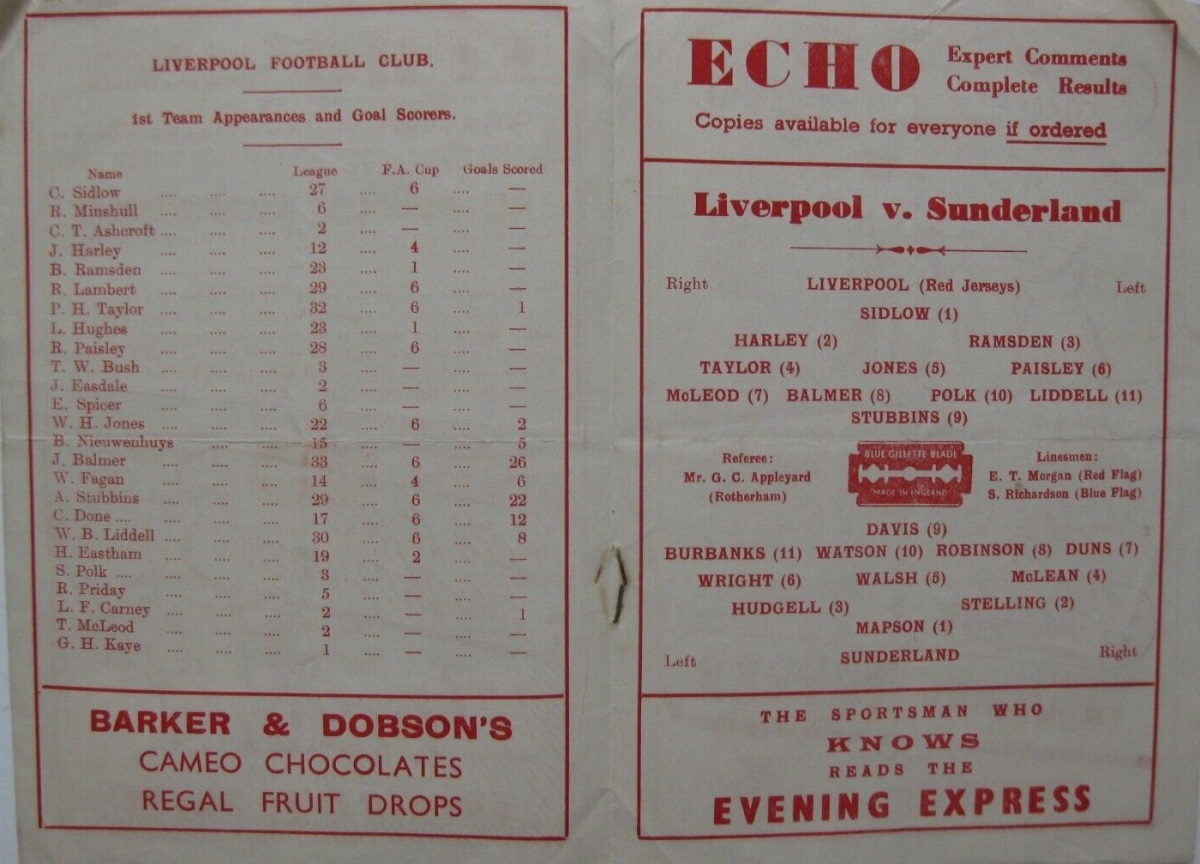 LIVERPOOL FOOTBALL CLUB.
1st Team Appearances and Goal Scorers.
Name League F.A. Cup Goals Scored
C. Sidlow .... .... .... 27 .... 6 .... —
R. Minshull .... .... .... 6 .... — .... —
C. T. Ashcroft .... .... .... 2 .... — .... —
J. Harley .... .... .... 12 .... 4 .... —
B. Ramsden .... .... .... 23 .... 1 .... —
R. Lambert .... .... .... 29 .... 6 .... —
P. H. Taylor .... .... .... 32 .... 6 .... 1
L. Hughes .... .... .... 23 .... 1 .... —
R. Paisley .... .... .... 28 .... 6 .... —
T. W. Bush .... .... .... 3 .... — .... —
J. Easdale .... .... .... 2 .... — .... —
E. Spicer .... .... .... 6 .... — .... —
W. H. Jones .... .... .... 22 .... 6 .... 2
B. Nieuwenhuys .... .... 15 .... — .... 5
J. Balmer .... .... .... 33 .... 6 .... 26
W. Fagan .... .... .... 14 .... 4 .... 6
A. Stubbins .... .... .... 29 .... 6 .... 22
C. Done .... .... .... .... 17 .... 6 .... 12
W. B. Liddell .... .... .... 30 .... 6 .... 8
H. Eastham .... .... .... 19 .... 2 .... —
S. Polk .... .... .... .... 3 .... — .... —
R. Priday .... .... .... 5 .... — .... —
L. F. Carney .... .... .... 2 .... — .... 1
T. McLeod .... .... .... 2 .... — .... —
G. H. Kaye .... .... .... 1 .... — .... —
BARKER & DOBSON'S
CAMEO CHOCOLATES
REGAL FRUIT DROPS
ECHO Expert Comments
Complete Results
Copies available for everyone if ordered
Liverpool v. Sunderland
Right LIVERPOOL (Red Jerseys) Left
SIDLOW (1)
HARLEY (2) RAMSDEN (3)
TAYLOR (4) JONES (5) PAISLEY (6)
McLEOD (7) BALMER (8) POLK (10) LIDDELL (11)
STUBBINS (9)
Referee:
Mr. G. C. Appleyard
(Rotherham)
BLUE GILLETTE BLADE
MADE IN ENGLAND
Linesmen:
E. T. Morgan (Red Flag)
S. Richardson (Blue Flag)
DAVIS (9)
BURBANKS (11) WATSON (10) ROBINSON (8) DUNS (7)
WRIGHT (6) WALSH (5) McLEAN (4)
HUDGELL (3) STELLING (2)
MAPSON (1)
Left SUNDERLAND Right
THE SPORTSMAN WHO
KNOWS
READS THE
EVENING EXPRESS